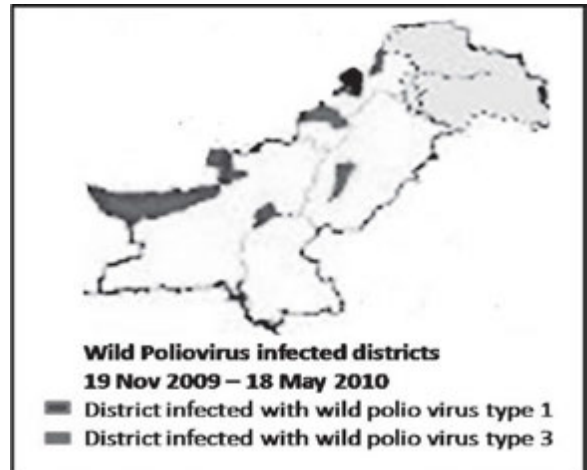 Wild Poliovirus infected districts
19 Nov 2009 – 18 May 2010
District infected with wild polio virus type 1
District infected with wild polio virus type 3